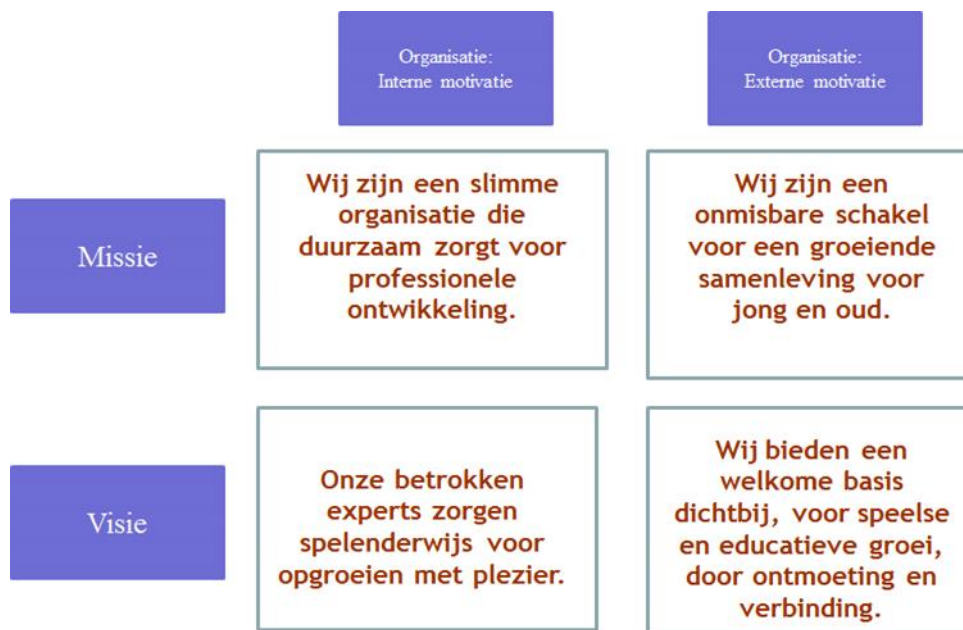 Organisatie:
Interne motivatie
Organisatie:
Externe motivatie
Missie
Wij zijn een slimme
organisatie die
duurzaam zorgt voor
professionele
ontwikkeling.
Wij zijn een
onmisbare schakel
voor een groeiende
samenleving voor
jong en oud.
Visie
Onze betrokken
experts zorgen
spelenderwijs voor
opgroeien met plezier.
Wij bieden een
welkome basis
dichtbij, voor speelse
en educatieve groei,
door ontmoeting en
verbinding.